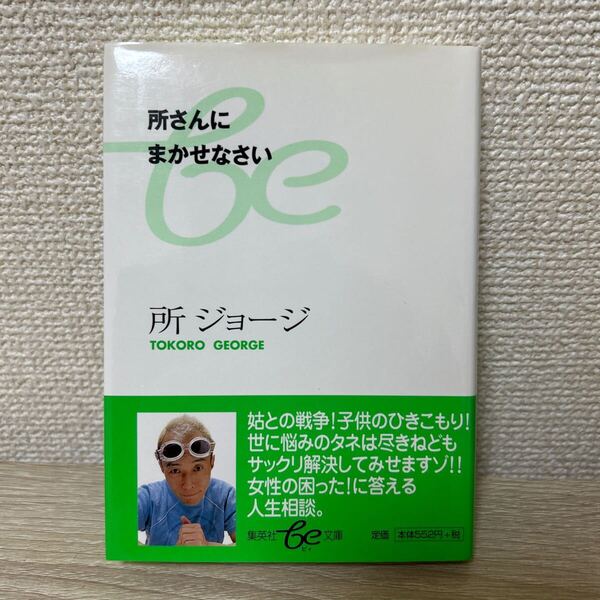 所さんに
まかせなさい
be
所 ジョージ
TOKORO GEORGE
姑との戦争!子供のひきこもり!
世に悩みのタネは尽きねども
サックリ解決してみせますゾ!!
女性の困った!に答える
人生相談。
集英社 be 文庫
ビィ
定価 本体552円+税